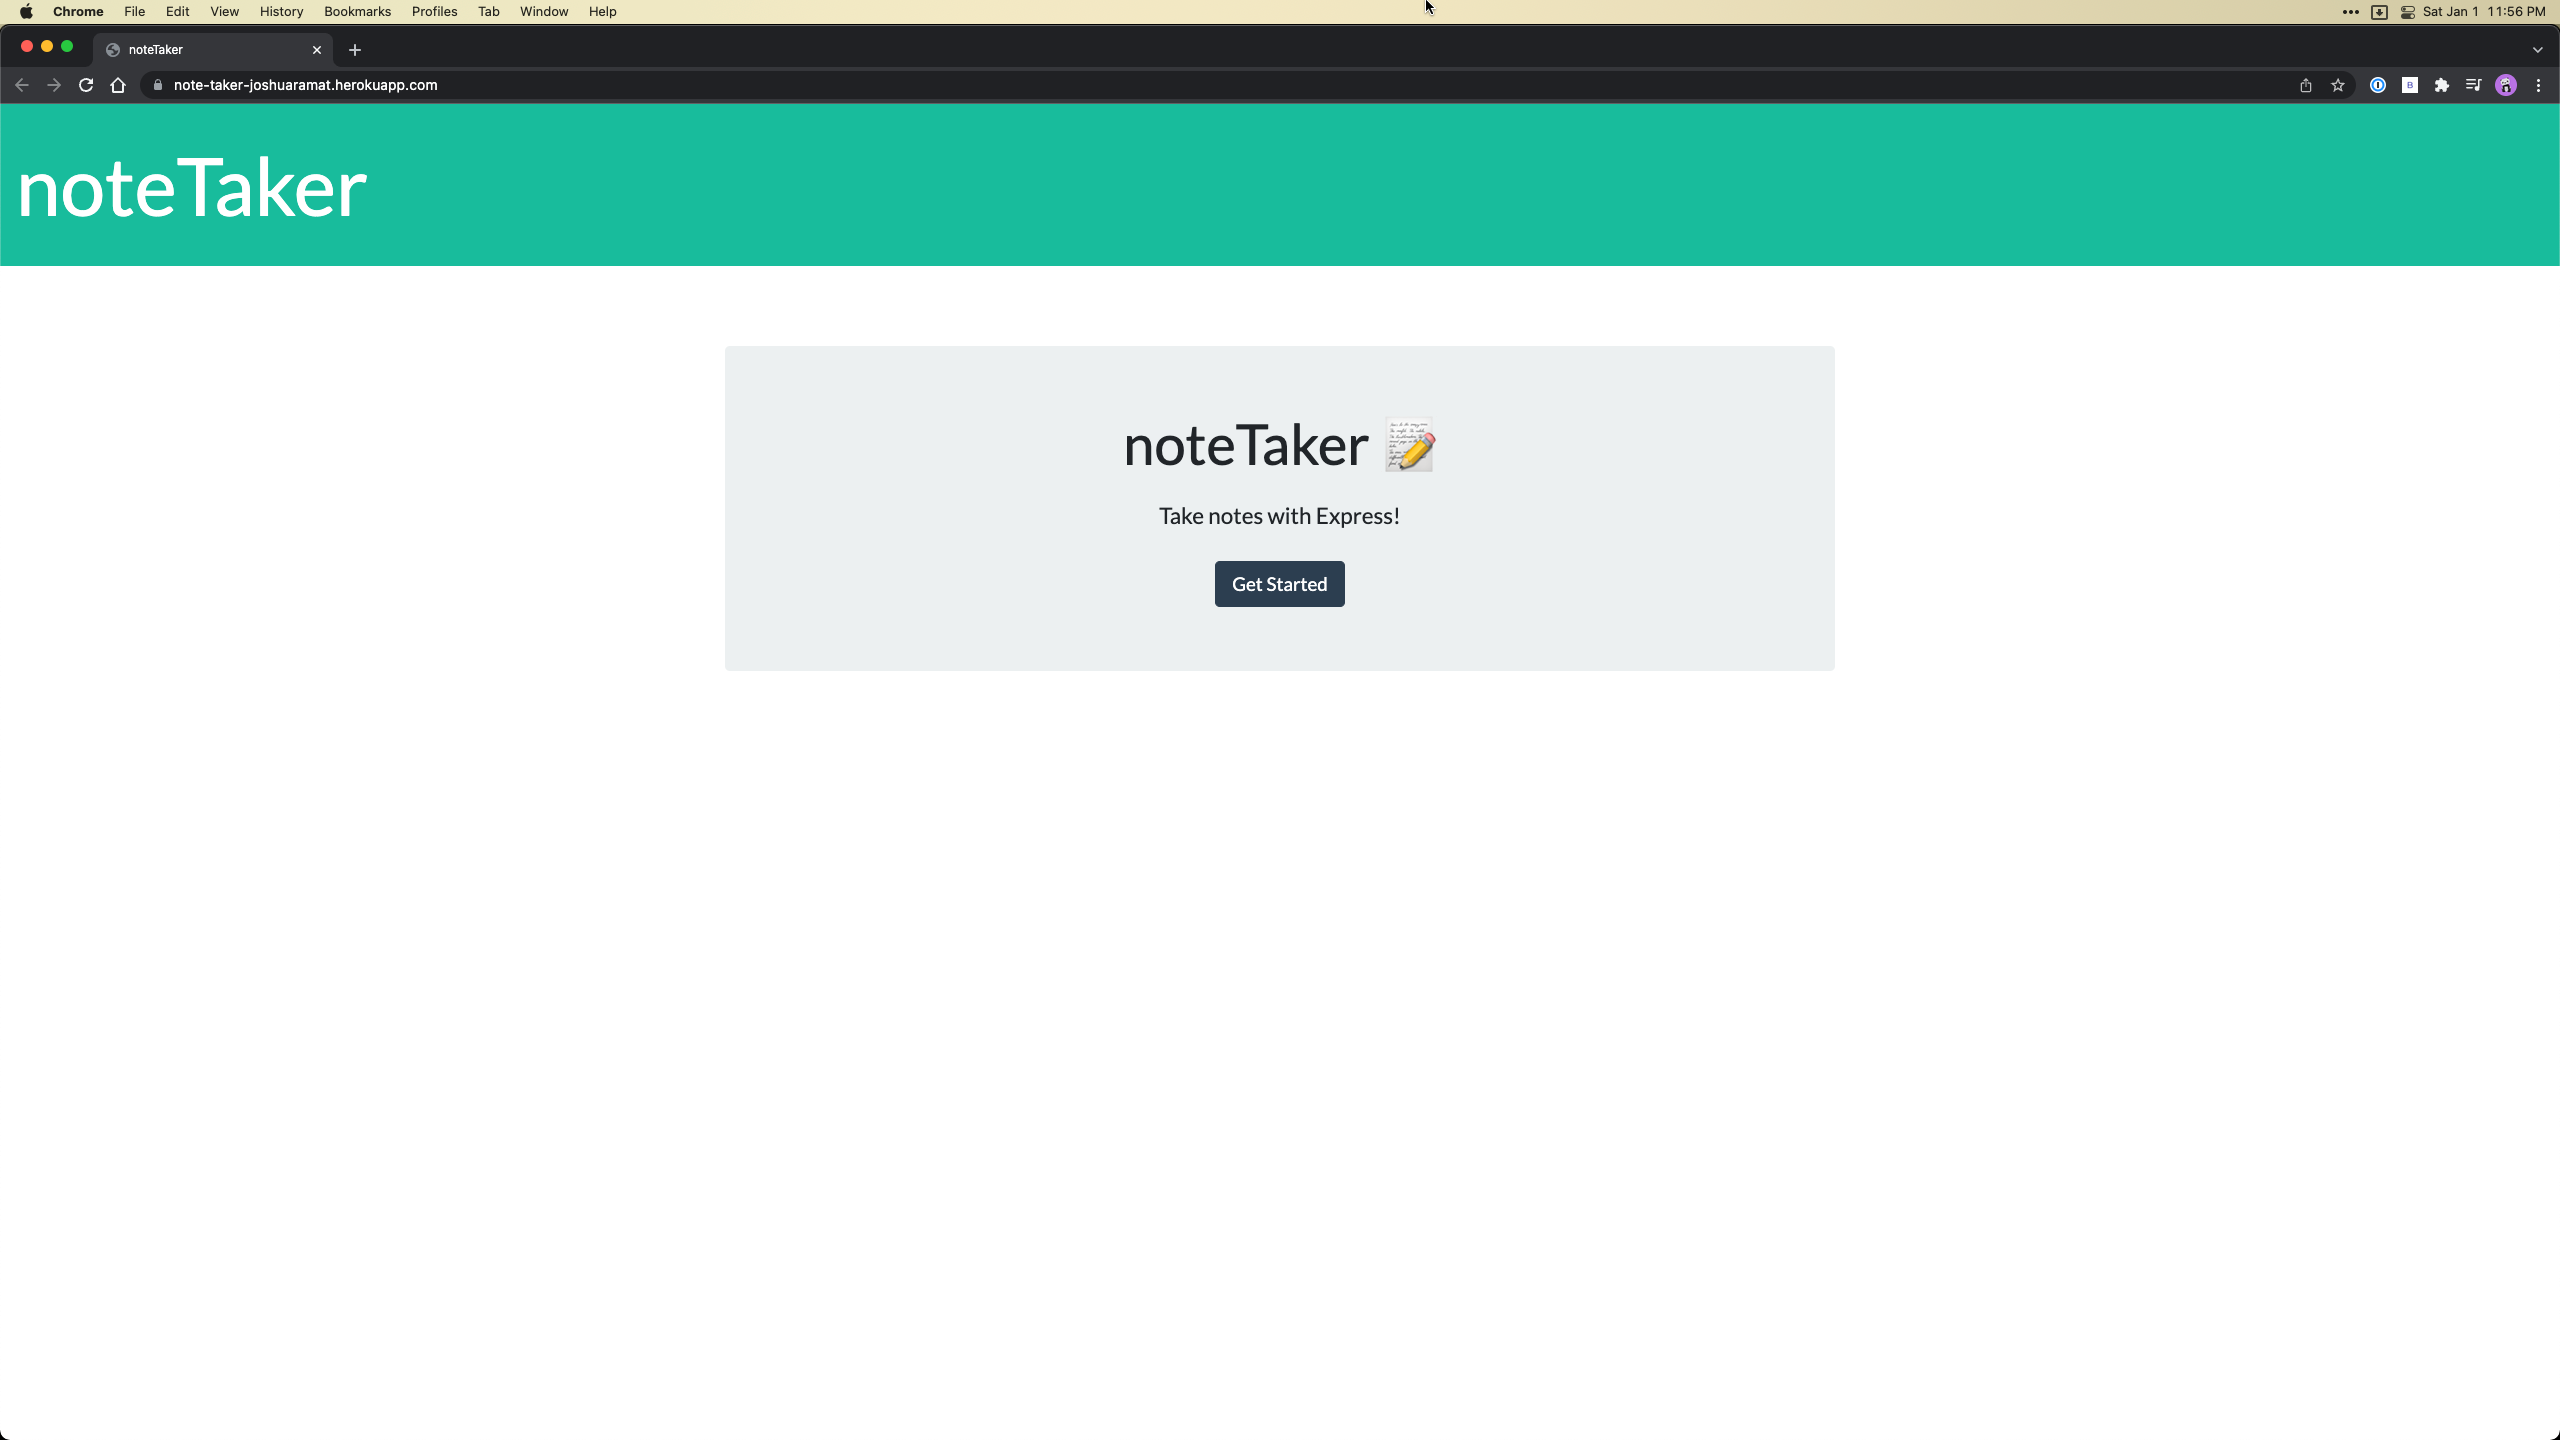 Chrome File Edit View History Bookmarks Profiles Tab Window Help Sat Jan 1 11:56 PM
noteTaker
note-taker-joshuaramat.herokuapp.com
noteTaker
noteTaker
Take notes with Express!
Get Started